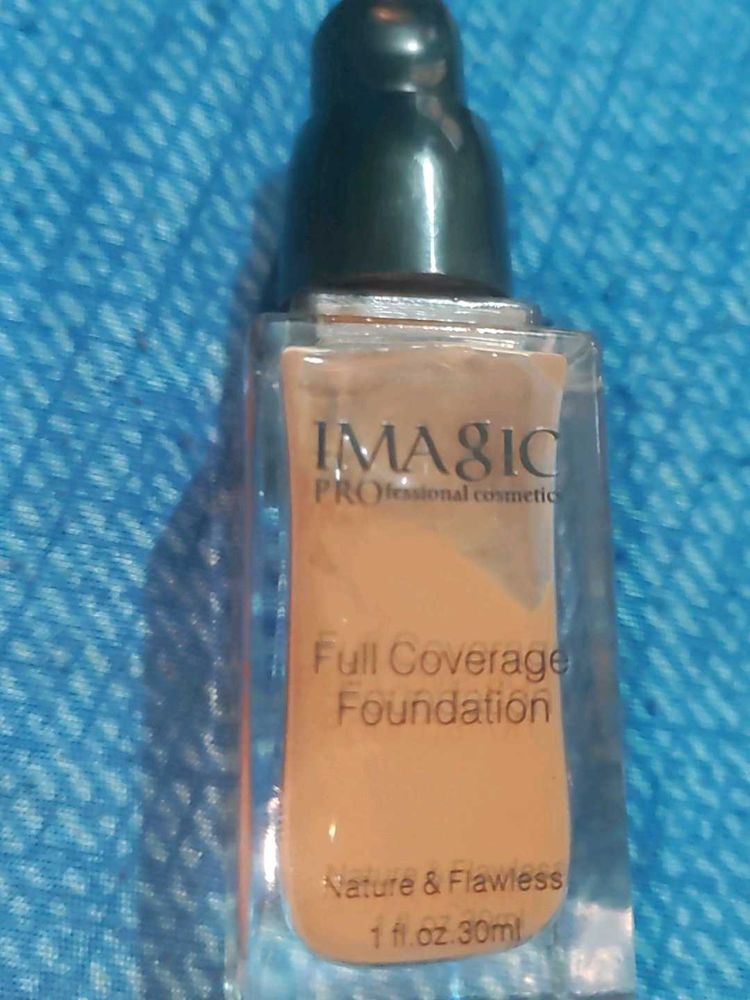 IMAGIC
PROfessional cosmetics
Full Coverage
Foundation
Nature & Flawless
1 fl.oz.30ml